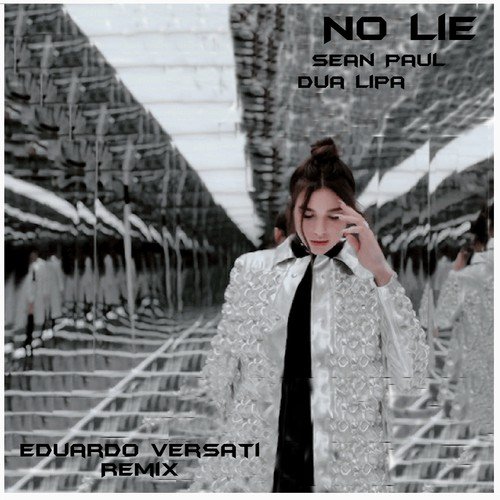 NO LIE
SEAN PAUL
DUA LIPA
EDUARDO VERSATI
REMIX